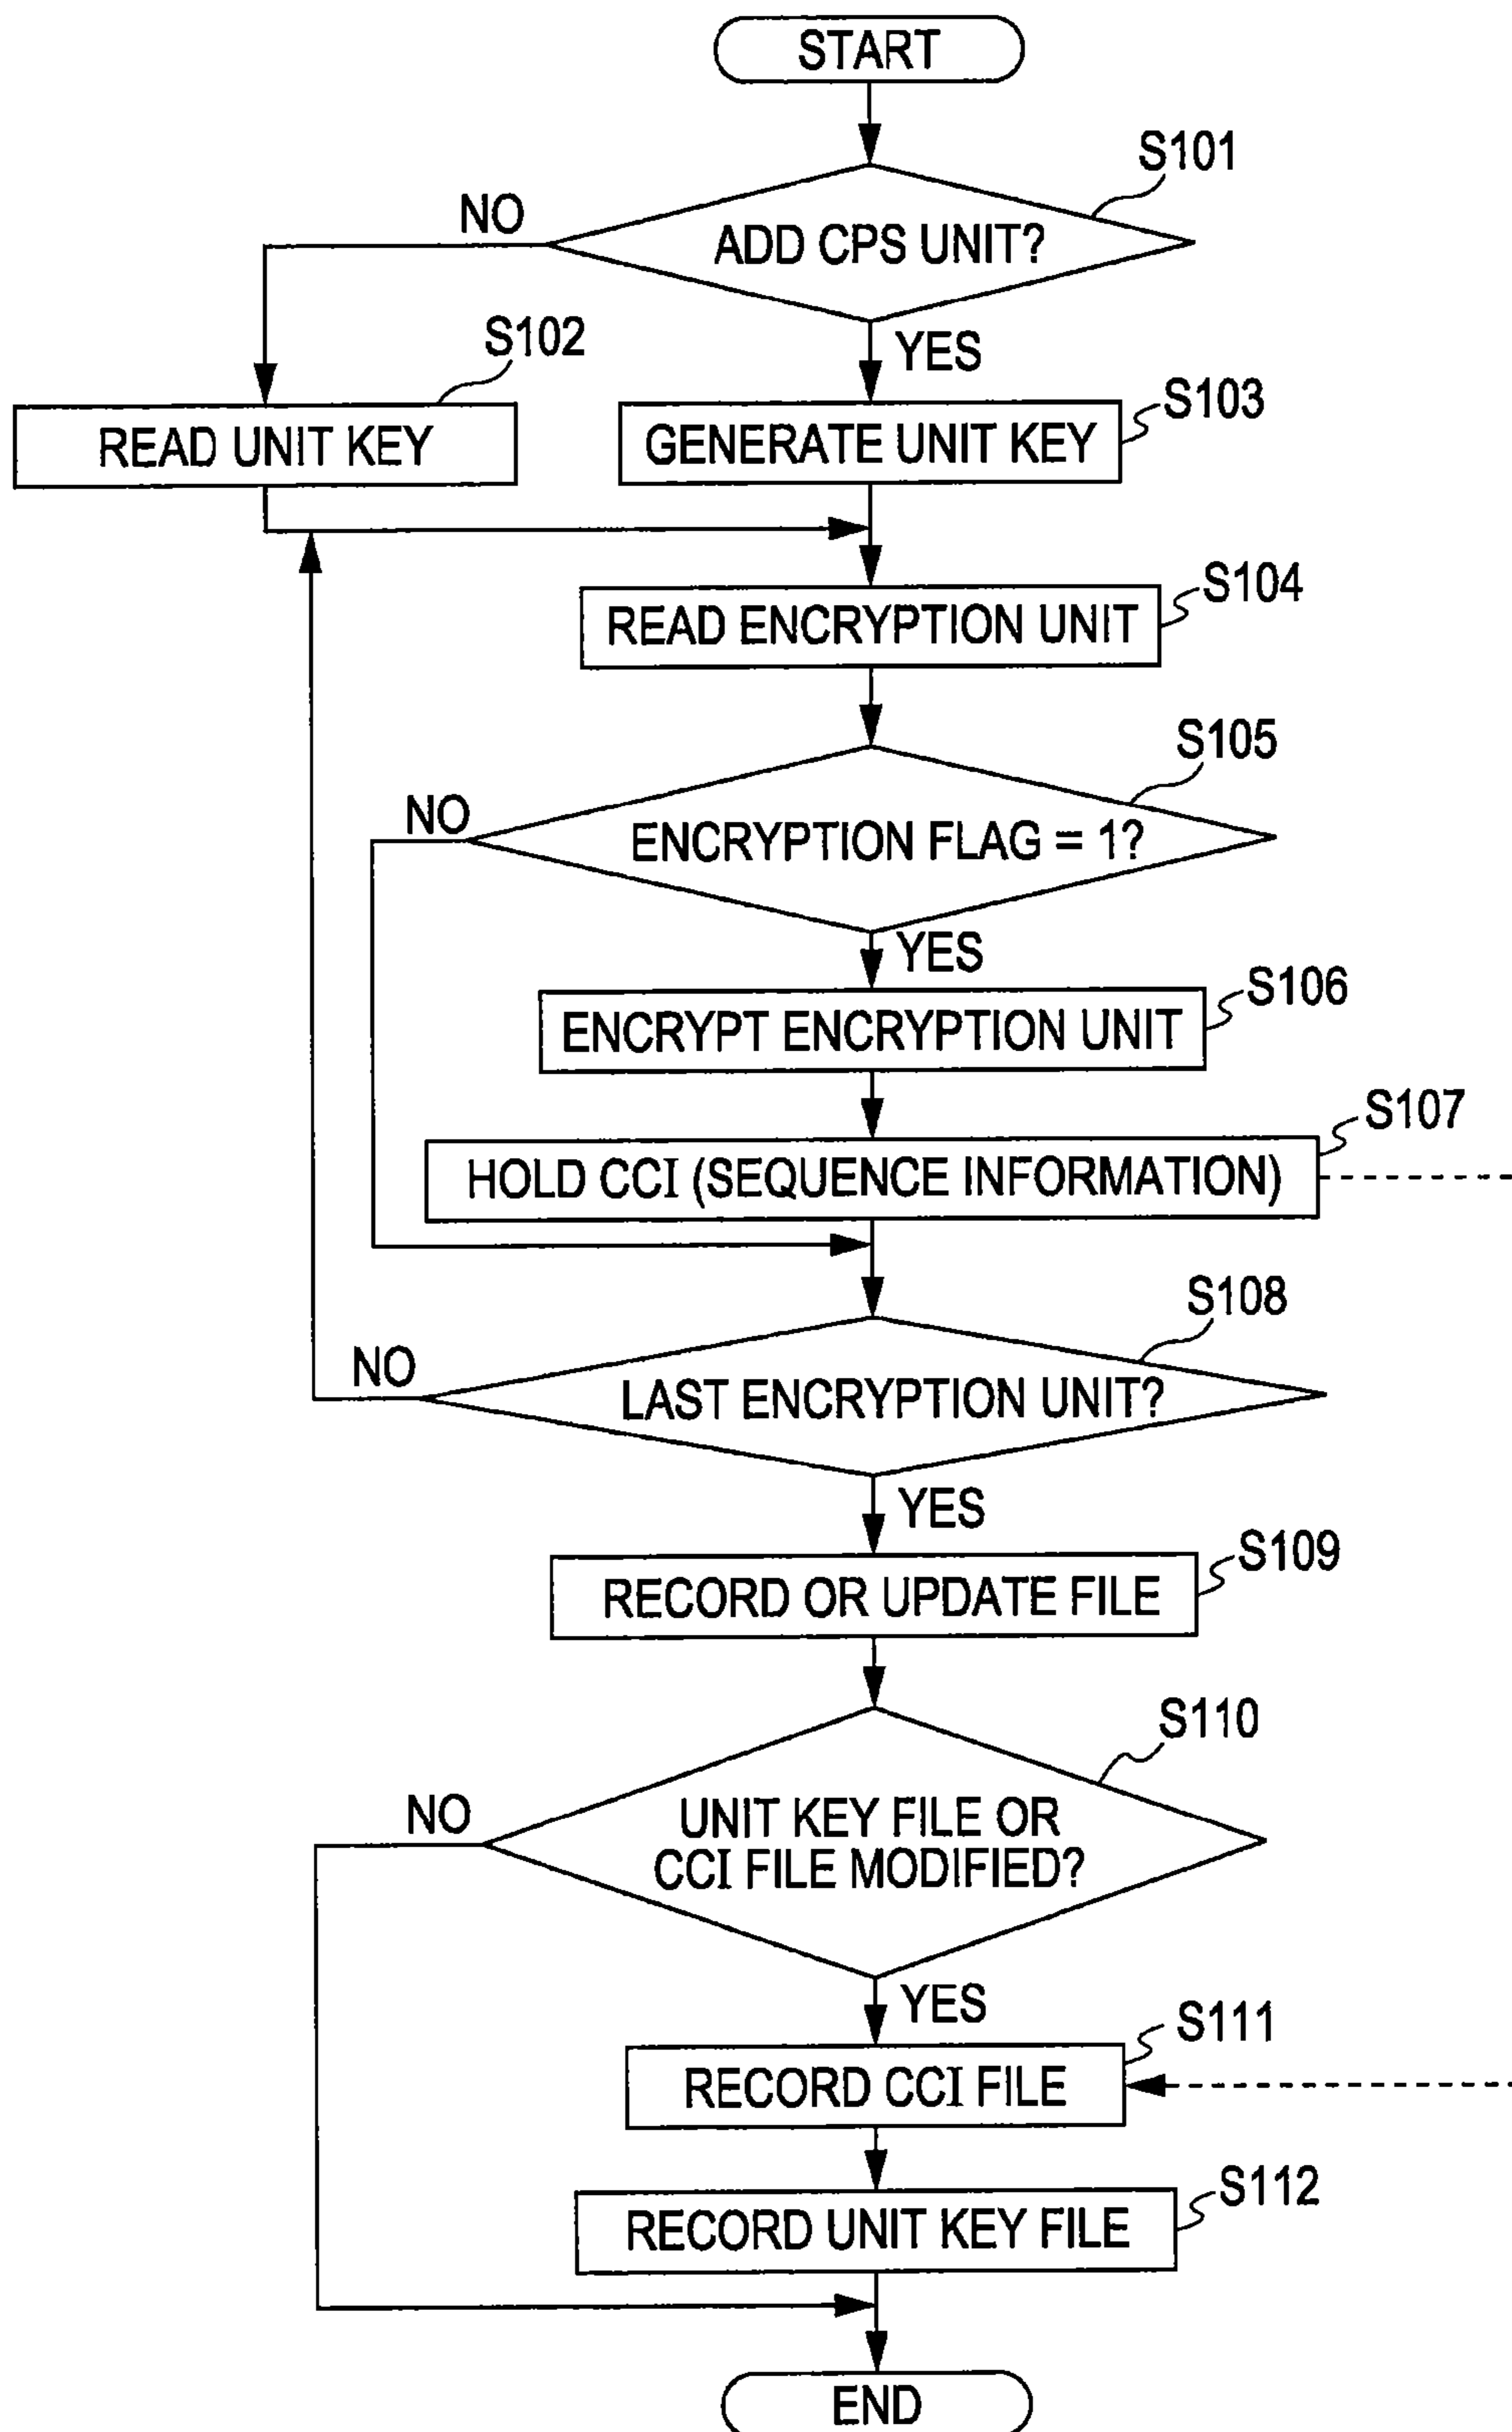 START
S101
NO
ADD CPS UNIT?
S102
YES
S103
READ UNIT KEY
GENERATE UNIT KEY
S104
READ ENCRYPTION UNIT
S105
NO
ENCRYPTION FLAG = 1?
YES
S106
ENCRYPT ENCRYPTION UNIT
S107
HOLD CCI (SEQUENCE INFORMATION)
S108
NO
LAST ENCRYPTION UNIT?
YES
S109
RECORD OR UPDATE FILE
S110
NO
UNIT KEY FILE OR
CCI FILE MODIFIED?
YES
S111
RECORD CCI FILE
S112
RECORD UNIT KEY FILE
END